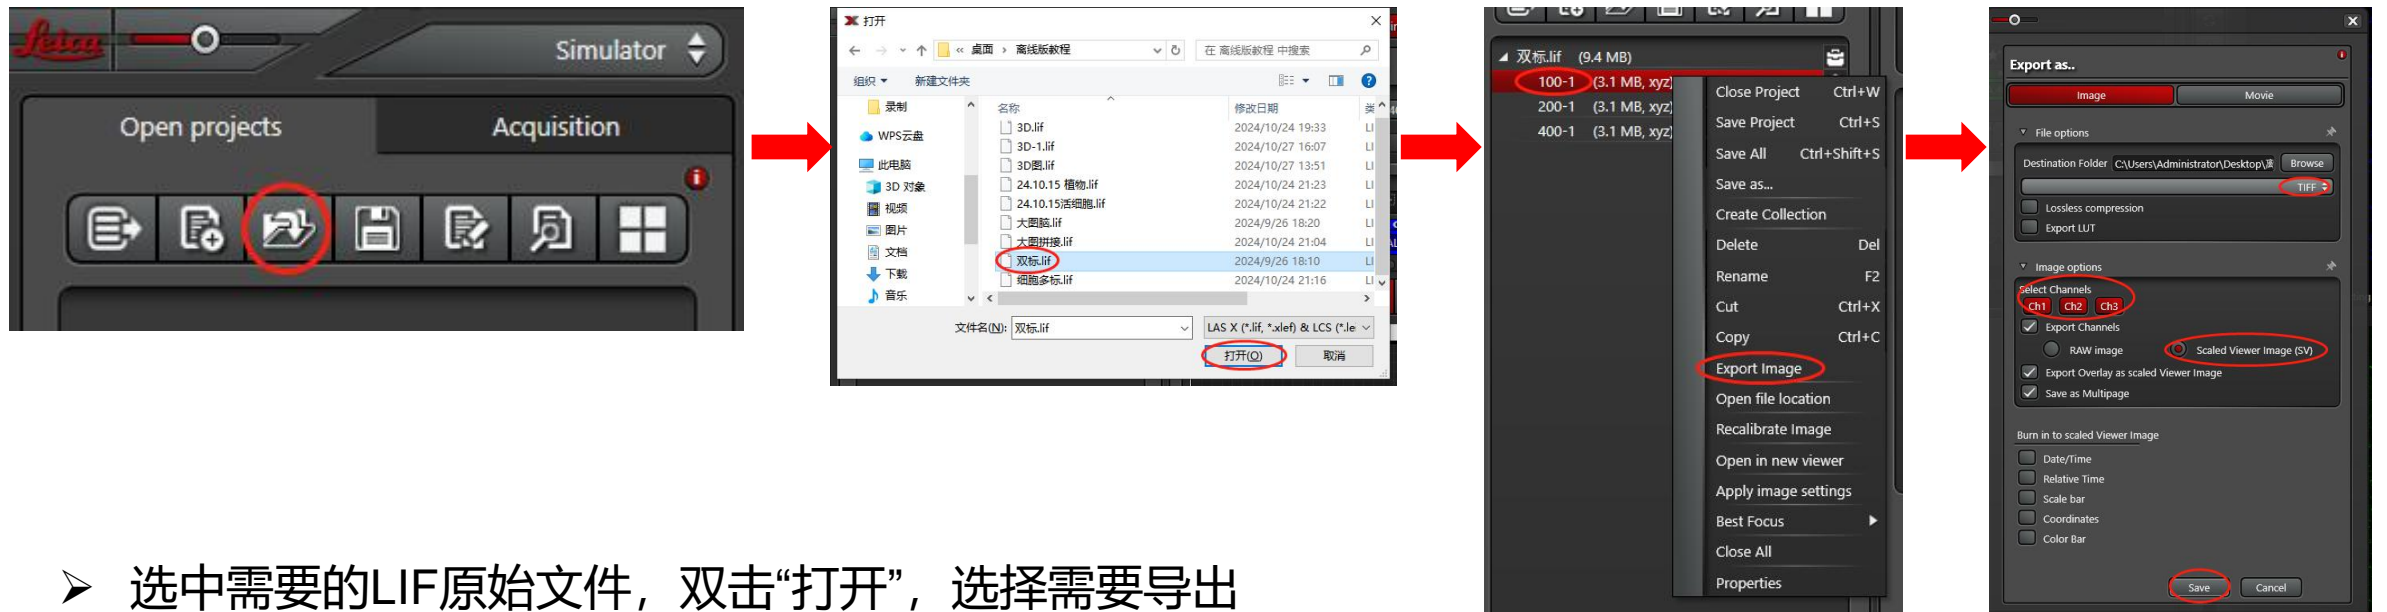 Leica
Simulator
Open projects
Acquisition
打开
« 桌面 › 离线版教程
在 离线版教程 中搜索
组织
新建文件夹
录制
WPS云盘
此电脑
3D 对象
视频
图片
文档
下载
音乐
名称 修改日期 类
3D.lif 2024/10/24 19:33 LI
3D-1.lif 2024/10/27 16:07 LI
3D图.lif 2024/10/27 13:51 LI
24.10.15 植物.lif 2024/10/24 21:23 LI
24.10.15活细胞.lif 2024/10/24 21:22 LI
大图脑.lif 2024/9/26 18:20 LI
大图拼接.lif 2024/10/24 21:04 LI
双标.lif 2024/9/26 18:10 LI
细胞多标.lif 2024/10/24 21:16 LI
文件名(N): 双标.lif
LAS X (*.lif, *.xlef) & LCS (*.le
打开(O)
取消
双标.lif (9.4 MB)
100-1 (3.1 MB, xyz)
200-1 (3.1 MB, xyz)
400-1 (3.1 MB, xyz)
Close Project Ctrl+W
Save Project Ctrl+S
Save All Ctrl+Shift+S
Save as...
Create Collection
Delete Del
Rename F2
Cut Ctrl+X
Copy Ctrl+C
Export Image
Open file location
Recalibrate Image
Open in new viewer
Apply image settings
Best Focus
Close All
Properties
Export as..
Image
Movie
File options
Destination Folder C:\Users\Administrator\Desktop\
Browse
TIFF
Lossless compression
Export LUT
Image options
Select Channels
Ch1 Ch2 Ch3
Export Channels
RAW image
Scaled Viewer Image (SV)
Export Overlay as scaled Viewer Image
Save as Multipage
Burn in to scaled Viewer Image
Date/Time
Relative Time
Scale bar
Coordinates
Color Bar
Save
Cancel
➢ 选中需要的LIF原始文件，双击“打开”，选择需要导出